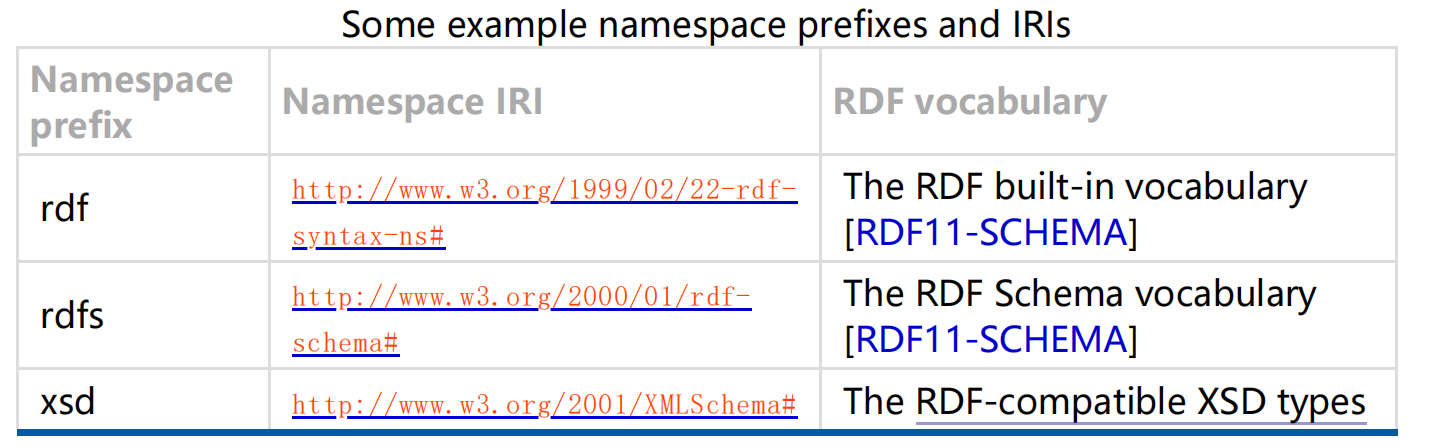 Some example namespace prefixes and IRIs
Namespace
prefix
Namespace IRI
RDF vocabulary
rdf
http://www.w3.org/1999/02/22-rdf-
syntax-ns#
The RDF built-in vocabulary
[RDF11-SCHEMA]
rdfs
http://www.w3.org/2000/01/rdf-
schema#
The RDF Schema vocabulary
[RDF11-SCHEMA]
xsd
http://www.w3.org/2001/XMLSchema#
The RDF-compatible XSD types